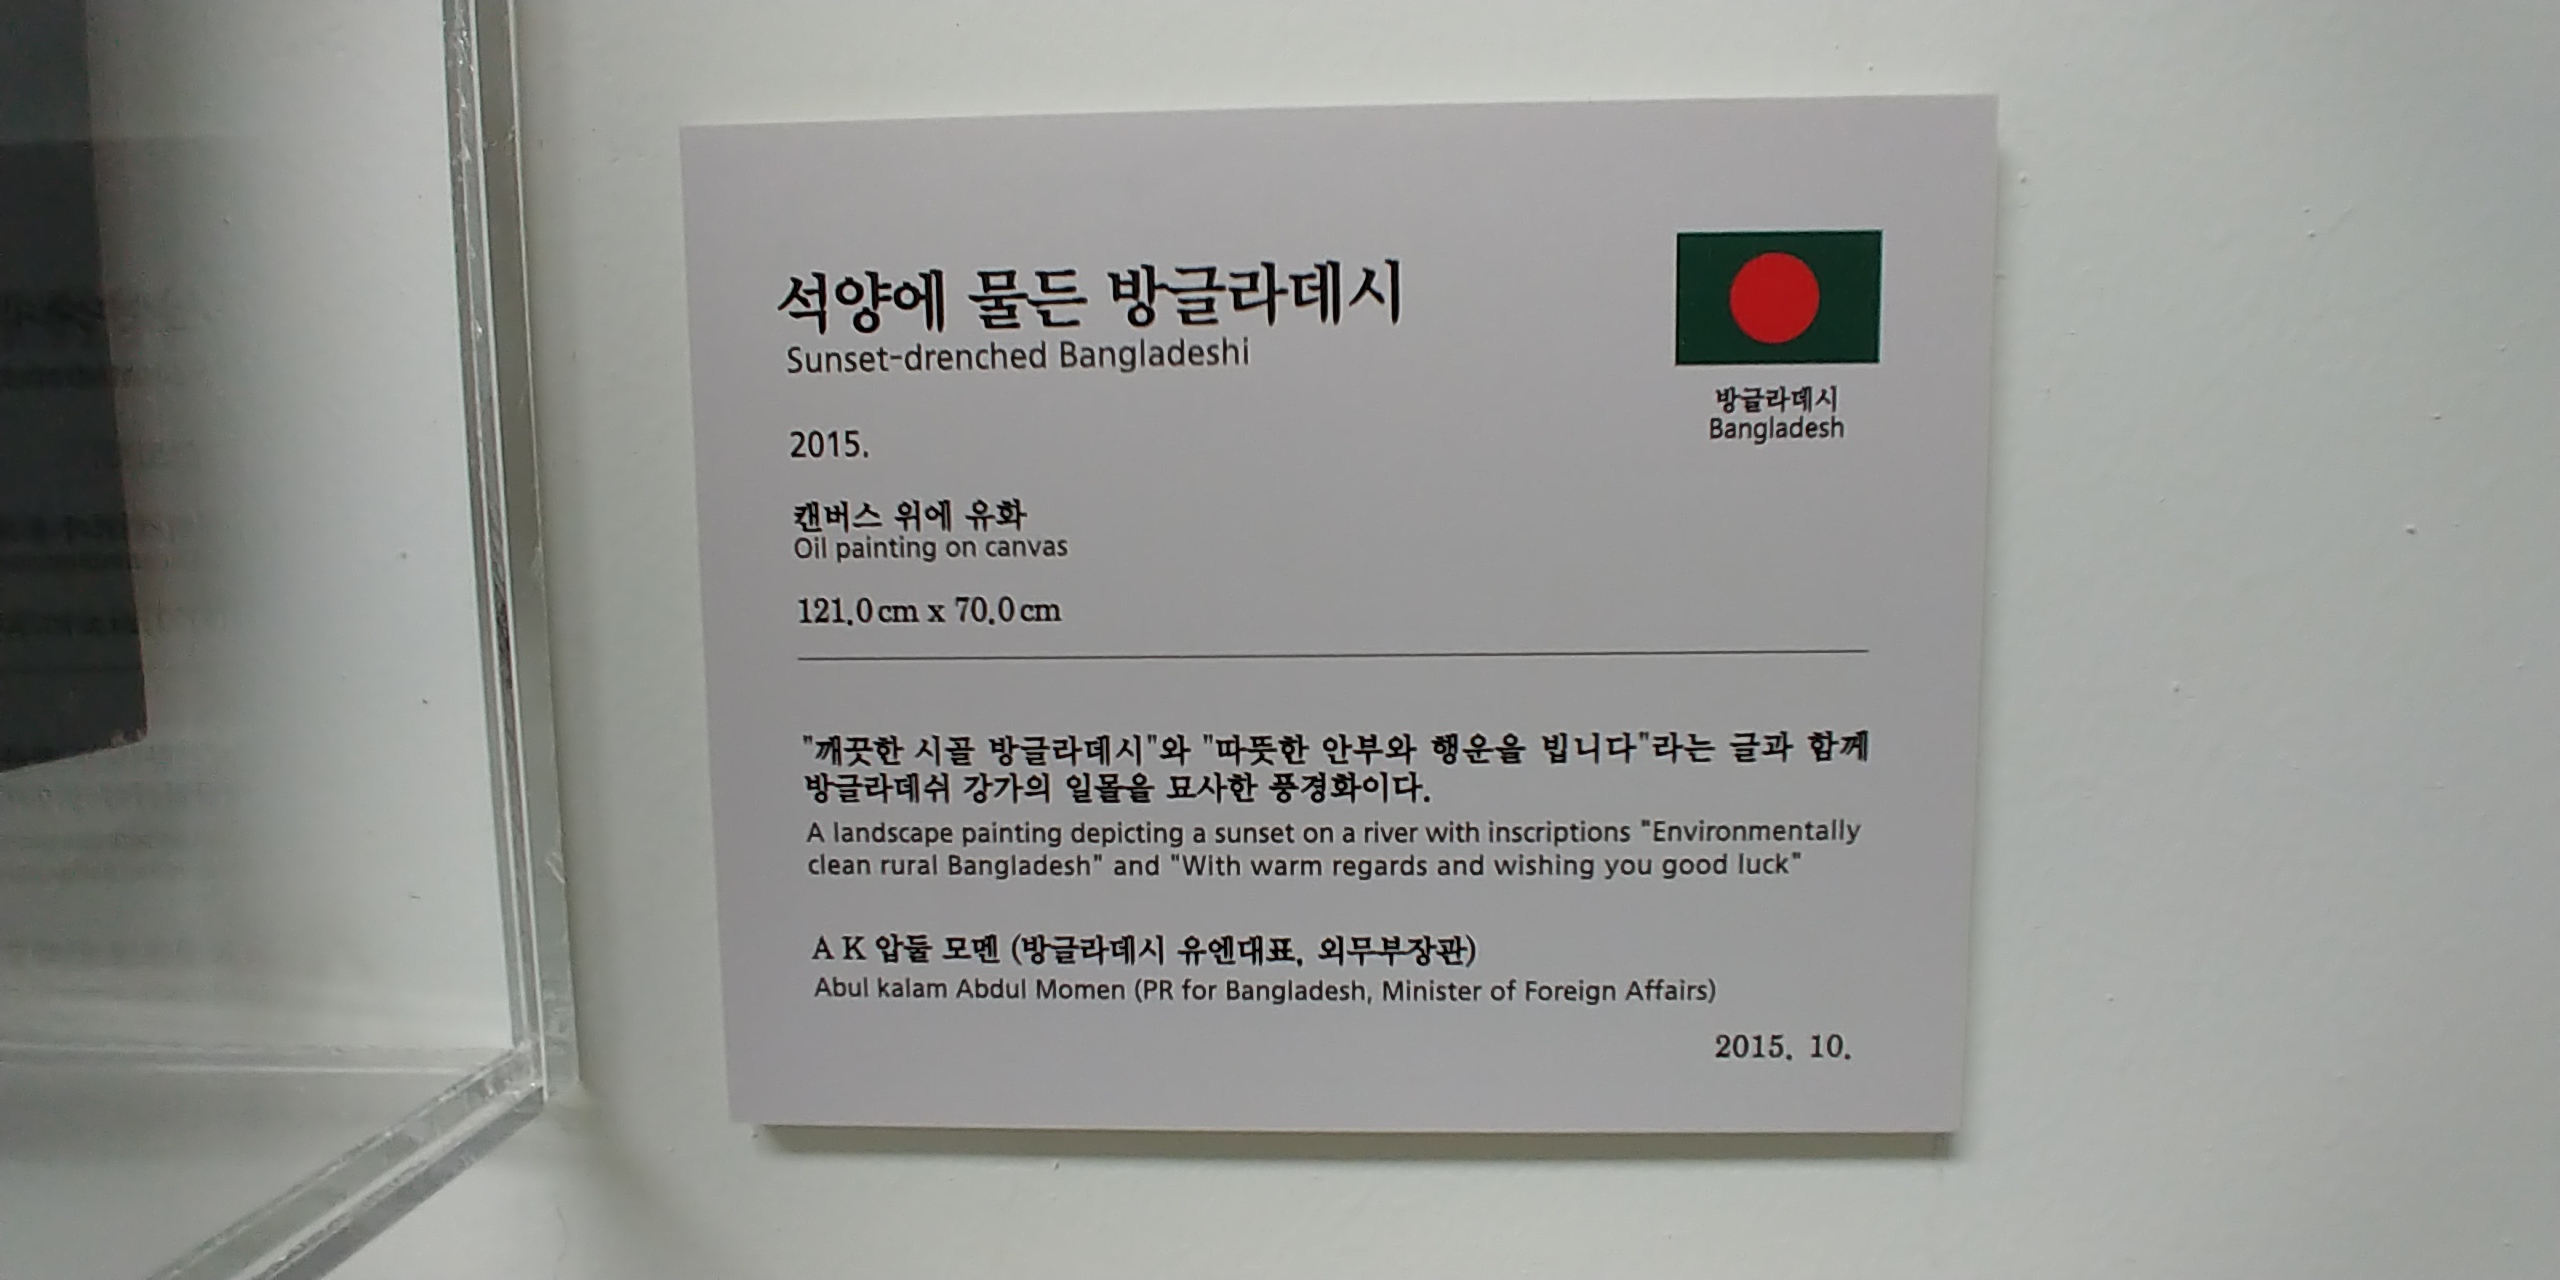 석양에 물든 방글라데시
Sunset-drenched Bangladeshi
방글라데시
Bangladesh
2015.
캔버스 위에 유화
Oil painting on canvas
121.0cm x 70.0cm
"깨끗한 시골 방글라데시"와 "따뜻한 안부와 행운을 빕니다"라는 글과 함께
방글라데쉬 강가의 일몰을 묘사한 풍경화이다.
A landscape painting depicting a sunset on a river with inscriptions "Environmentally
clean rural Bangladesh" and "With warm regards and wishing you good luck"
A K 압둘 모멘 (방글라데시 유엔대표, 외무부장관)
Abul kalam Abdul Momen (PR for Bangladesh, Minister of Foreign Affairs)
2015. 10.